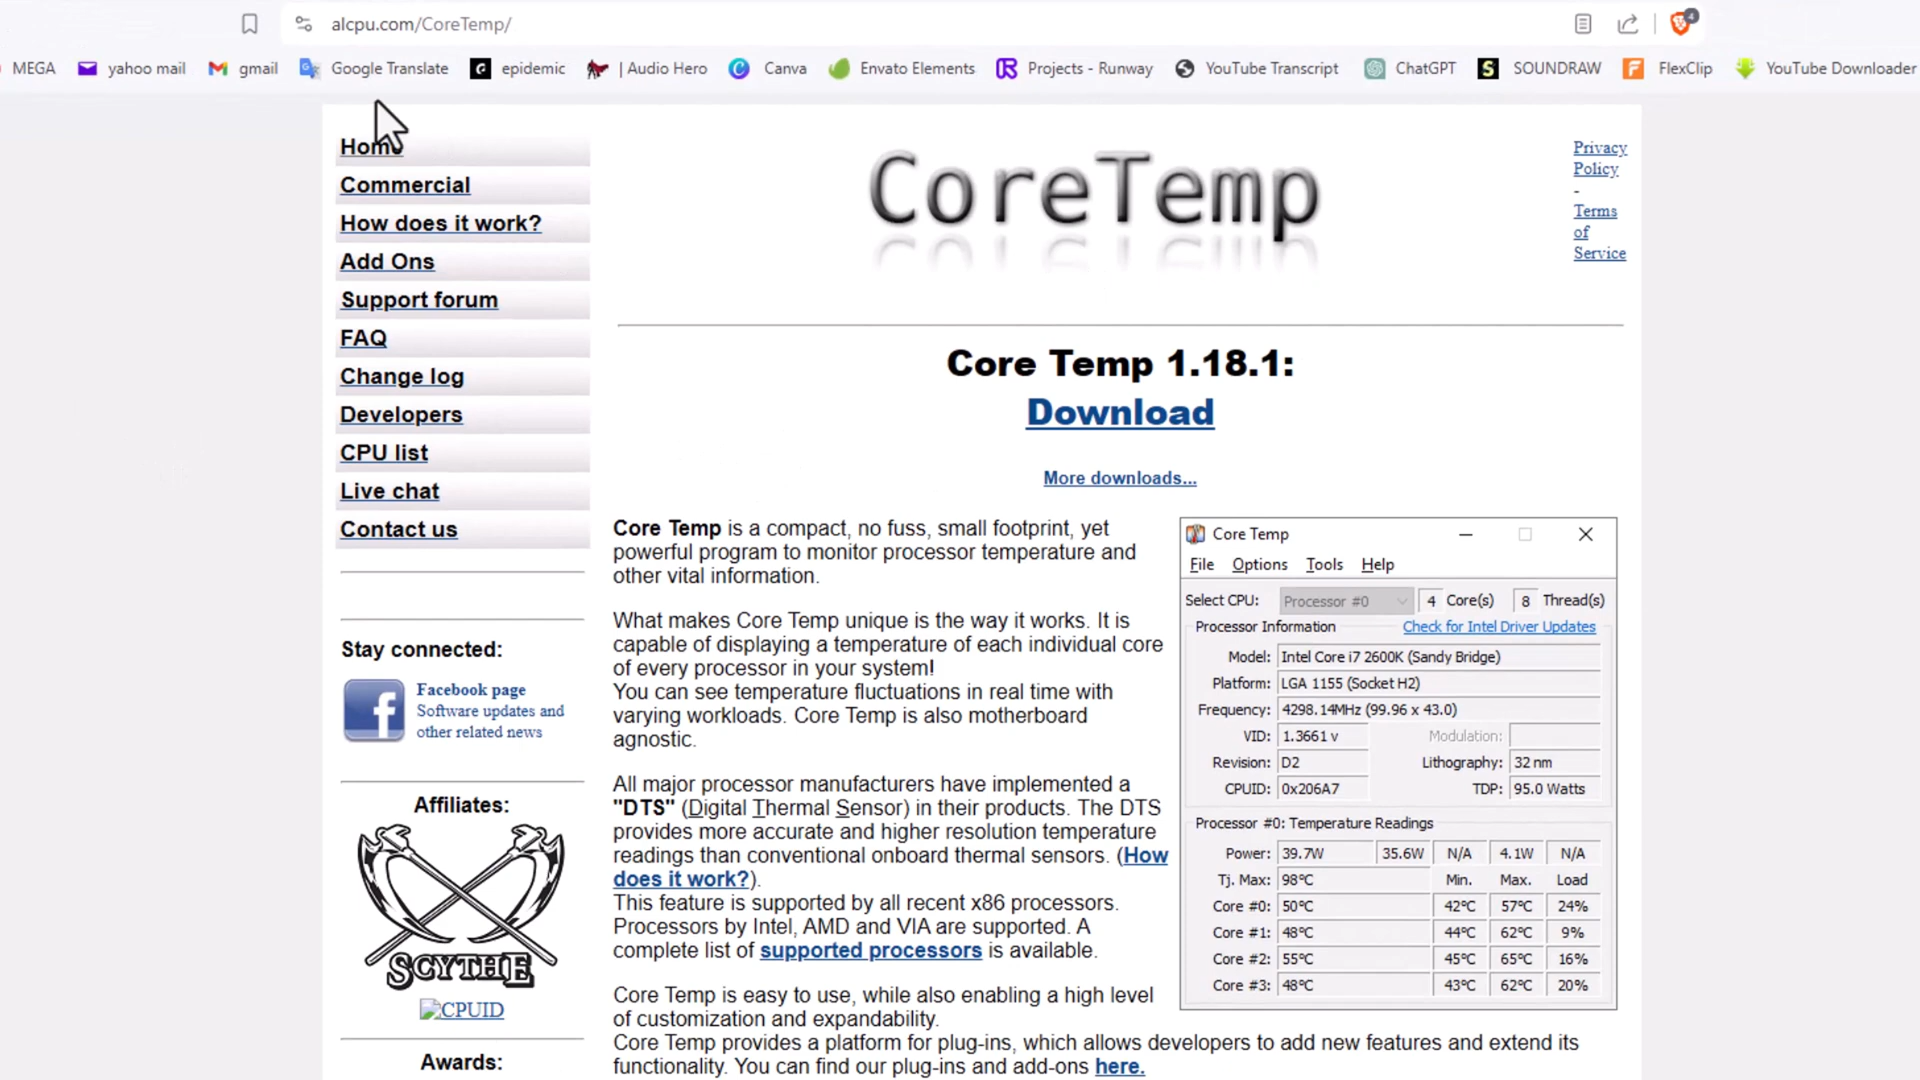 alcpu.com/CoreTemp/
4
MEGA yahoo mail gmail Google Translate epidemic | Audio Hero Canva Envato Elements Projects - Runway YouTube Transcript ChatGPT SOUNDRAW FlexClip YouTube Downloader
Home
Commercial
How does it work?
Add Ons
Support forum
FAQ
Change log
Developers
CPU list
Live chat
Contact us
Stay connected:
Facebook page
Software updates and
other related news
Affiliates:
SCYTHE
CPUID
Awards:
CoreTemp
Privacy
Policy
-
Terms
of
Service
Core Temp 1.18.1:
Download
More downloads...
Core Temp is a compact, no fuss, small footprint, yet
powerful program to monitor processor temperature and
other vital information.
What makes Core Temp unique is the way it works. It is
capable of displaying a temperature of each individual core
of every processor in your system!
You can see temperature fluctuations in real time with
varying workloads. Core Temp is also motherboard
agnostic.
All major processor manufacturers have implemented a
"DTS" (Digital Thermal Sensor) in their products. The DTS
provides more accurate and higher resolution temperature
readings than conventional onboard thermal sensors. (How
does it work?).
This feature is supported by all recent x86 processors.
Processors by Intel, AMD and VIA are supported. A
complete list of supported processors is available.
Core Temp is easy to use, while also enabling a high level
of customization and expandability.
Core Temp provides a platform for plug-ins, which allows developers to add new features and extend its
functionality. You can find our plug-ins and add-ons here.
Core Temp
File Options Tools Help
Select CPU: Processor #0 4 Core(s) 8 Thread(s)
Processor Information Check for Intel Driver Updates
Model: Intel Core i7 2600K (Sandy Bridge)
Platform: LGA 1155 (Socket H2)
Frequency: 4298.14MHz (99.96 x 43.0)
VID: 1.3661 v Modulation:
Revision: D2 Lithography: 32 nm
CPUID: 0x206A7 TDP: 95.0 Watts
Processor #0: Temperature Readings
Power: 39.7W 35.6W N/A 4.1W N/A
Tj. Max: 98°C Min. Max. Load
Core #0: 50°C 42°C 57°C 24%
Core #1: 48°C 44°C 62°C 9%
Core #2: 55°C 45°C 65°C 16%
Core #3: 48°C 43°C 62°C 20%